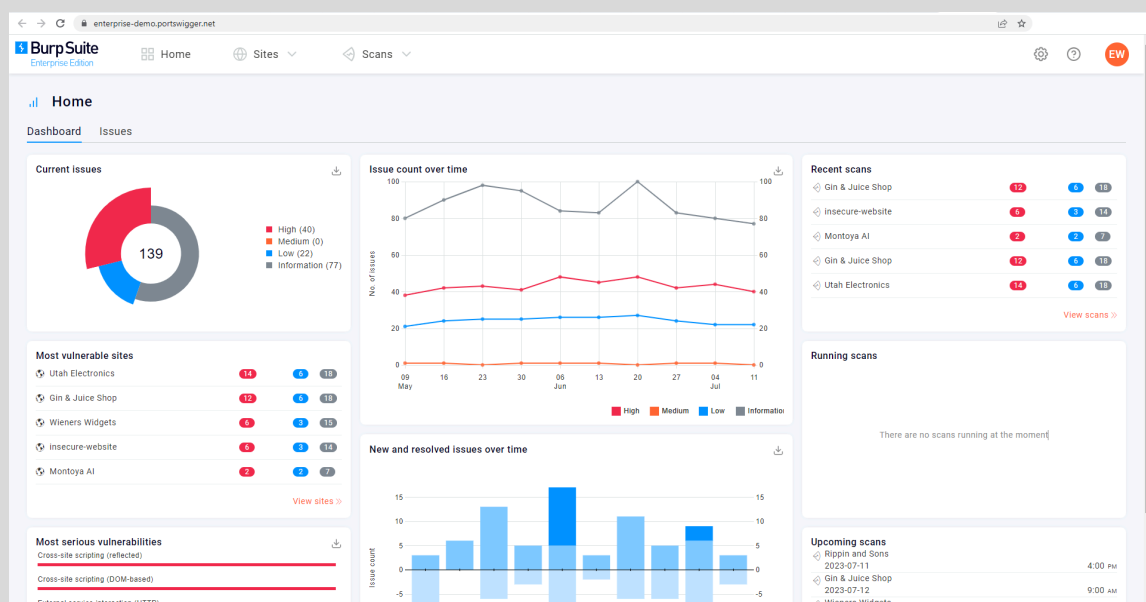 enterprise-demo.portswigger.net
Burp Suite
Enterprise Edition
Home
Sites
Scans
EW
Home
Dashboard
Issues
Current issues
139
High (40)
Medium (0)
Low (22)
Information (77)
Issue count over time
100
80
60
40
20
0
No. of issues
100
80
60
40
20
0
09 16 23 30 06 13 20 27 04 11
May Jun Jul
High Medium Low Informatio
Recent scans
Gin & Juice Shop 12 6 18
insecure-website 6 3 14
Montoya AI 2 2 7
Gin & Juice Shop 12 6 18
Utah Electronics 14 6 18
View scans »
Most vulnerable sites
Utah Electronics 14 6 18
Gin & Juice Shop 12 6 18
Wieners Widgets 6 3 15
insecure-website 6 3 14
Montoya AI 2 2 7
View sites »
Running scans
There are no scans running at the moment
New and resolved issues over time
15
10
5
0
-5
Issue count
15
10
5
0
-5
Most serious vulnerabilities
Cross-site scripting (reflected)
Cross-site scripting (DOM-based)
Upcoming scans
Rippin and Sons
2023-07-11 4:00 PM
Gin & Juice Shop
2023-07-12 9:00 AM